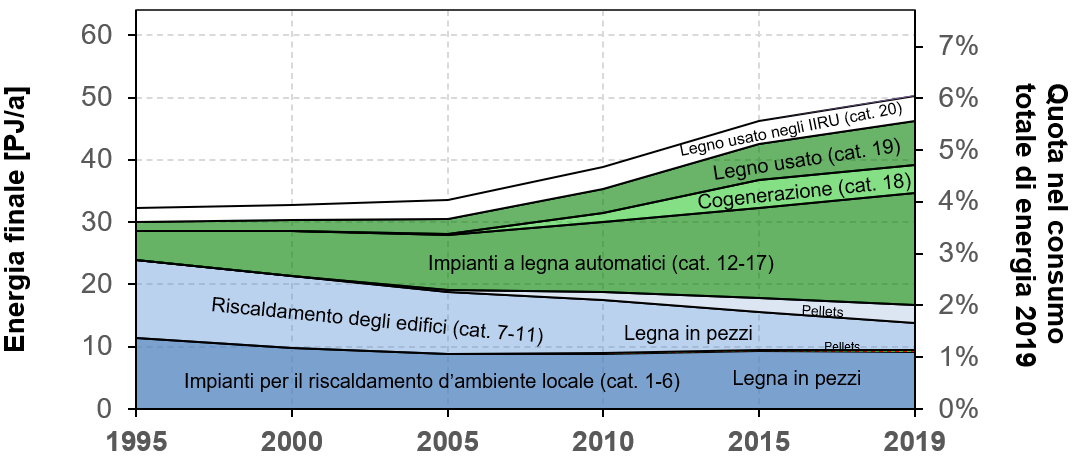 Energia finale [PJ/a]
60
50
40
30
20
10
0
7%
6%
5%
4%
3%
2%
1%
0%
Quota nel consumo
totale di energia 2019
Legno usato negli IIRU (cat. 20)
Legno usato (cat. 19)
Cogenerazione (cat. 18)
Impianti a legna automatici (cat. 12-17)
Pellets
Riscaldamento degli edifici (cat. 7-11)
Legna in pezzi
Pellets
Impianti per il riscaldamento d'ambiente locale (cat. 1-6)
Legna in pezzi
1995
2000
2005
2010
2015
2019